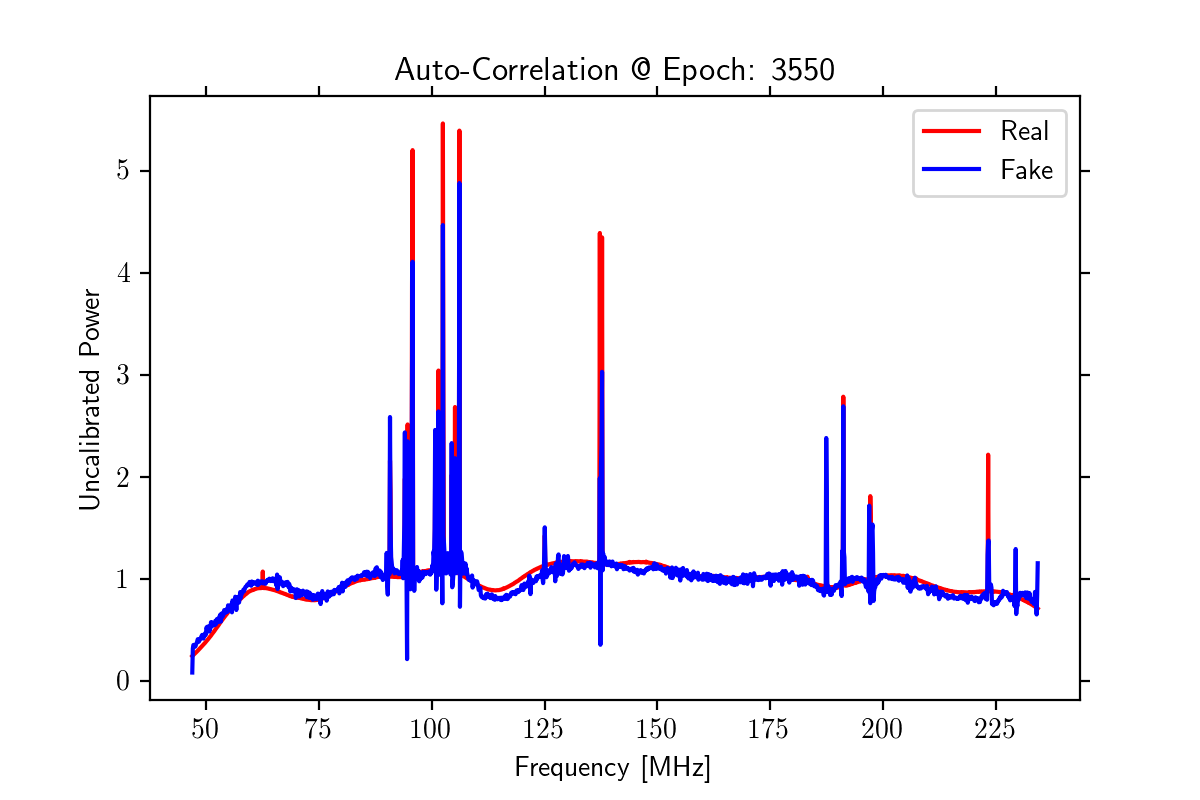 Auto-Correlation @ Epoch: 3550
Real
Fake
Uncalibrated Power
5
4
3
2
1
0
50 75 100 125 150 175 200 225
Frequency [MHz]